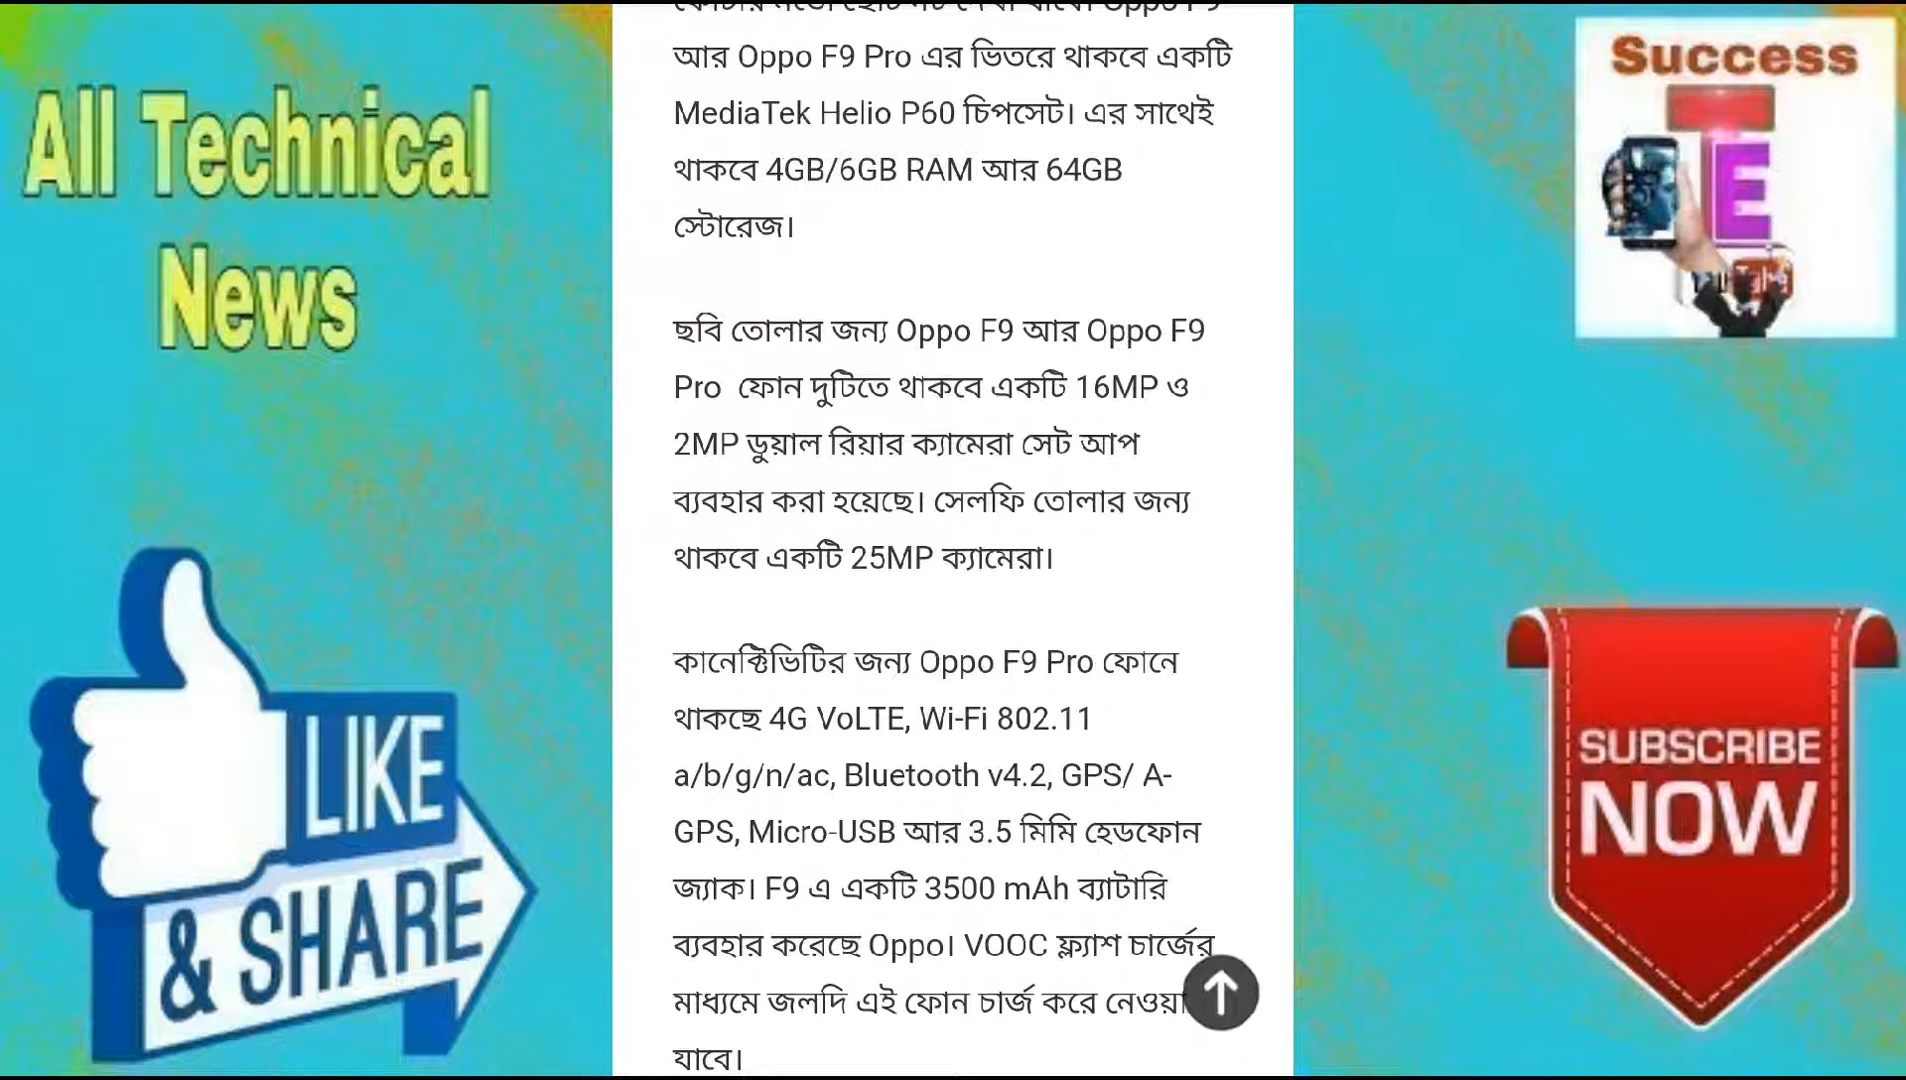 All Technical
News
আর Oppo F9 Pro এর ভিতরে থাকবে একটি
MediaTek Helio P60 চিপসেট। এর সাথেই
থাকবে 4GB/6GB RAM আর 64GB
স্টোরেজ।
ছবি তোলার জন্য Oppo F9 আর Oppo F9
Pro ফোন দুটিতে থাকবে একটি 16MP ও
2MP ডুয়াল রিয়ার ক্যামেরা সেট আপ
ব্যবহার করা হয়েছে। সেলফি তোলার জন্য
থাকবে একটি 25MP ক্যামেরা।
কানেক্টিভিটির জন্য Oppo F9 Pro ফোনে
থাকছে 4G VoLTE, Wi-Fi 802.11
a/b/g/n/ac, Bluetooth v4.2, GPS/ A-
GPS, Micro-USB আর 3.5 মিমি হেডফোন
জ্যাক। F9 এ একটি 3500 mAh ব্যাটারি
ব্যবহার করেছে Oppo। VOOC ফ্ল্যাশ চার্জের
মাধ্যমে জলদি এই ফোন চার্জ করে নেওয়া
যাবে।
Success
TE
LIKE
& SHARE
SUBSCRIBE
NOW